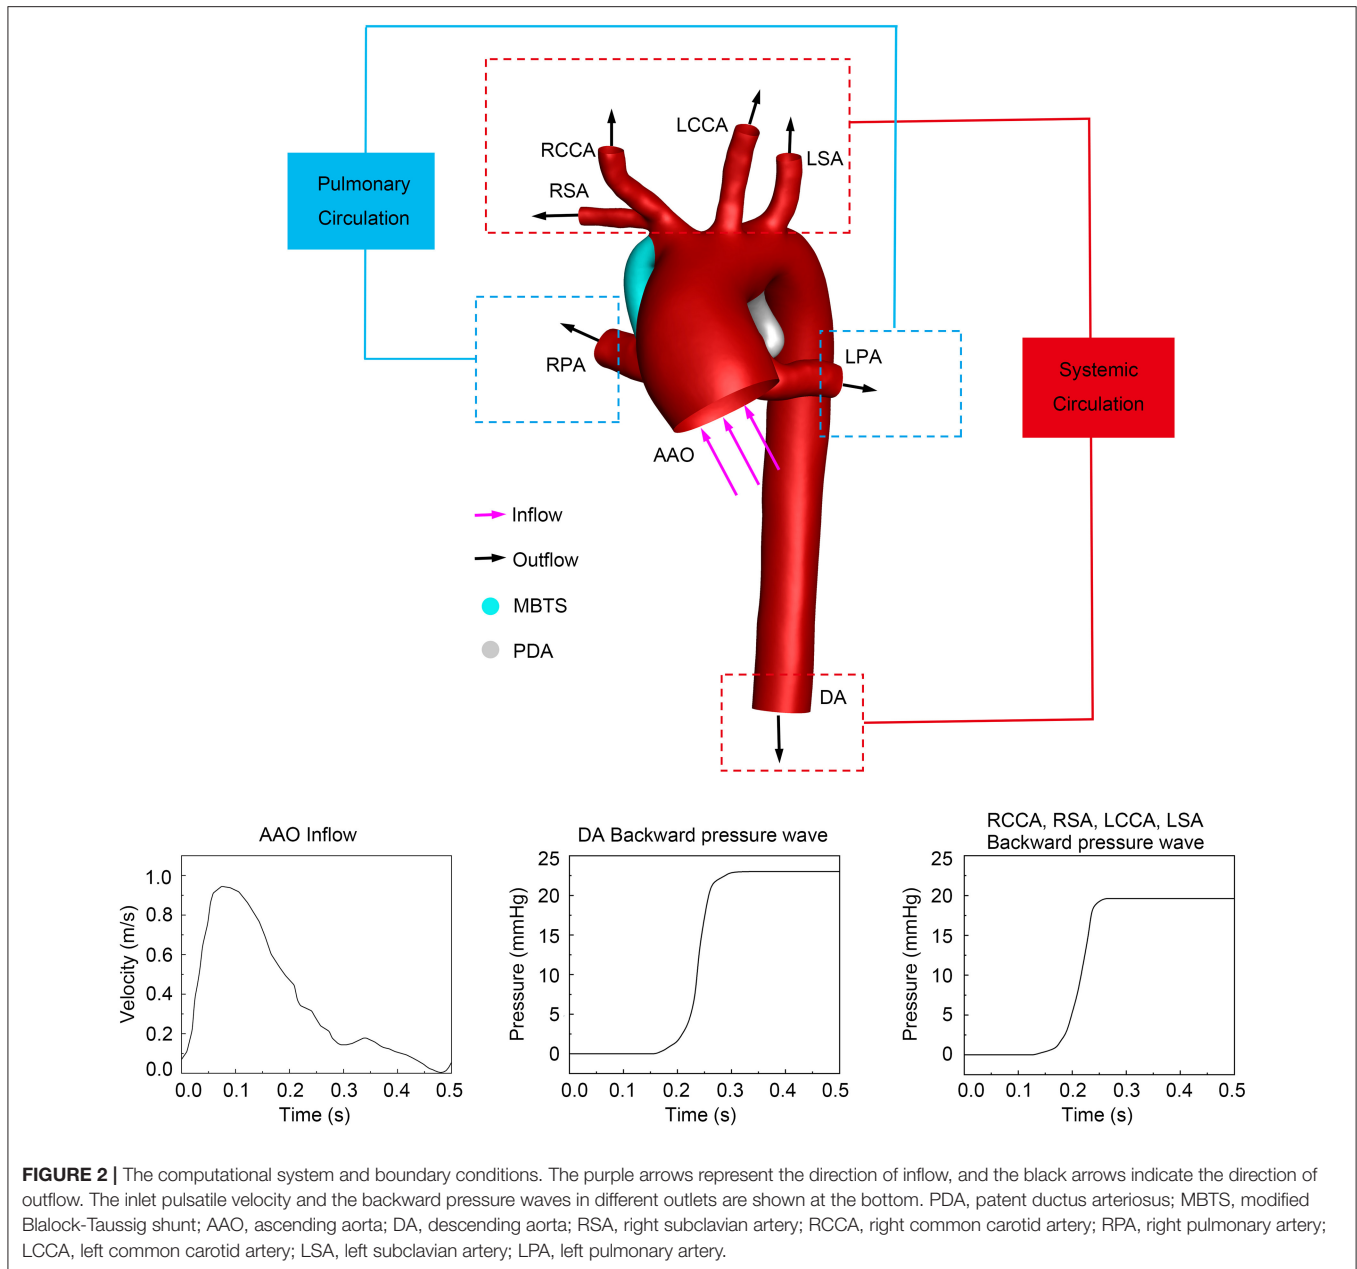 LCCA
RCCA
LSA
RSA
Pulmonary
Circulation
RPA
LPA
Systemic
Circulation
AAO
Inflow
Outflow
MBTS
PDA
DA
AAO Inflow
1.0
0.8
0.6
0.4
0.2
0.0
Velocity (m/s)
0.0 0.1 0.2 0.3 0.4 0.5
Time (s)
DA Backward pressure wave
25
20
15
10
5
0
Pressure (mmHg)
0.0 0.1 0.2 0.3 0.4 0.5
Time (s)
RCCA, RSA, LCCA, LSA
Backward pressure wave
25
20
15
10
5
0
Pressure (mmHg)
0.0 0.1 0.2 0.3 0.4 0.5
Time (s)
FIGURE 2 | The computational system and boundary conditions. The purple arrows represent the direction of inflow, and the black arrows indicate the direction of
outflow. The inlet pulsatile velocity and the backward pressure waves in different outlets are shown at the bottom. PDA, patent ductus arteriosus; MBTS, modified
Blalock-Taussig shunt; AAO, ascending aorta; DA, descending aorta; RSA, right subclavian artery; RCCA, right common carotid artery; RPA, right pulmonary artery;
LCCA, left common carotid artery; LSA, left subclavian artery; LPA, left pulmonary artery.